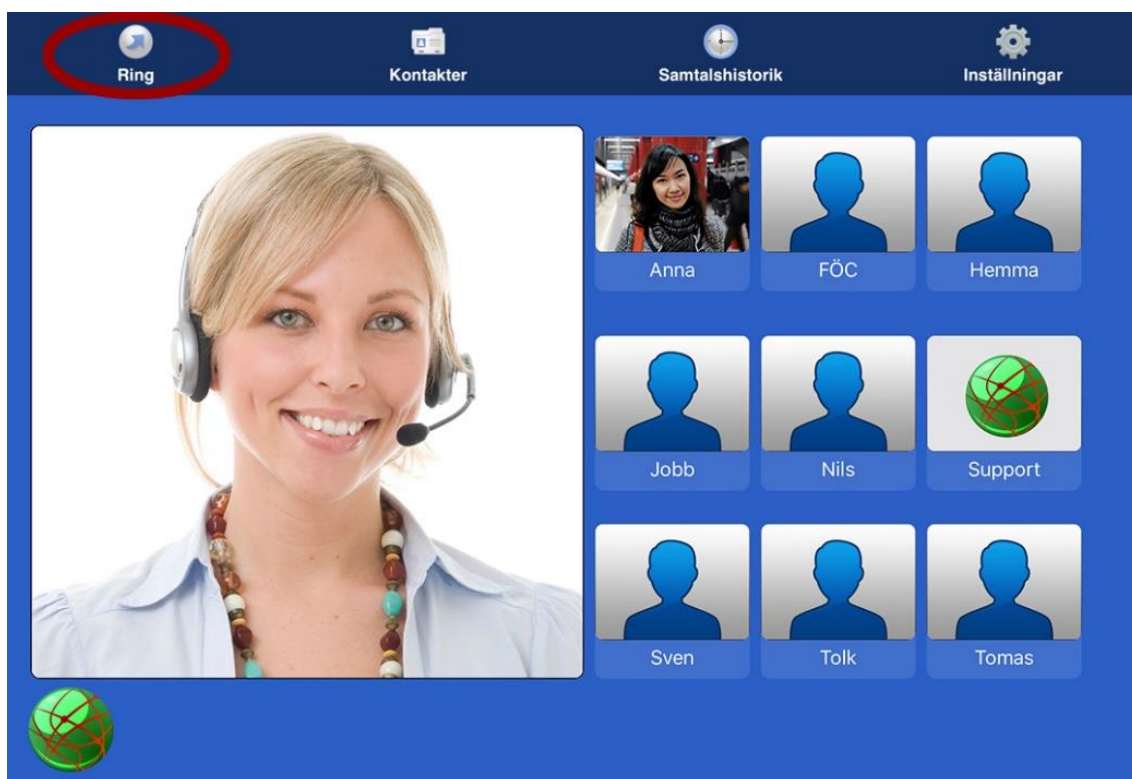 Ring
Kontakter
Samtalshistorik
Inställningar
Anna
FÖC
Hemma
Jobb
Nils
Support
Sven
Tolk
Tomas